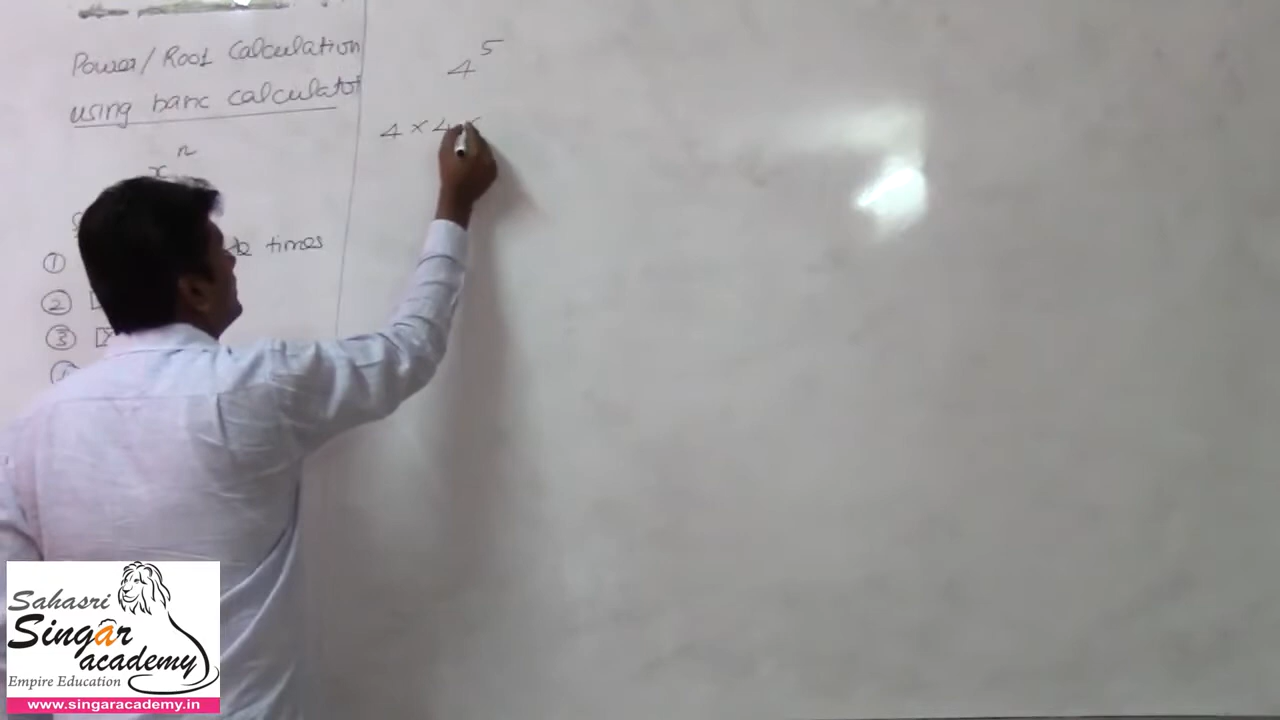 Power/Root Calculation
using basic calculator
x^n
times
①
②
③
4^5
4 × 4 ×
Sahasri
Singâr
academy
Empire Education
www.singaracademy.in